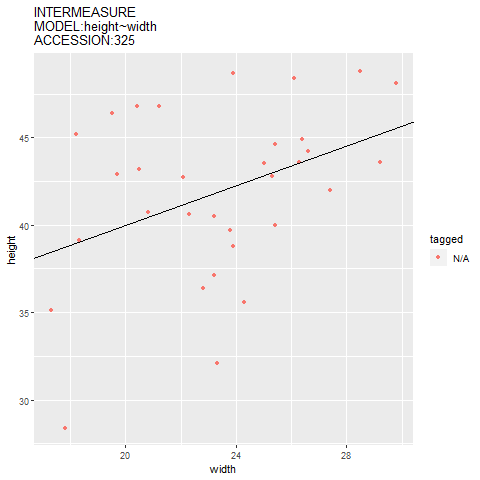 INTERMEASURE
MODEL:height~width
ACCESSION:325
45
40
35
30
height
20
24
28
width
tagged
N/A